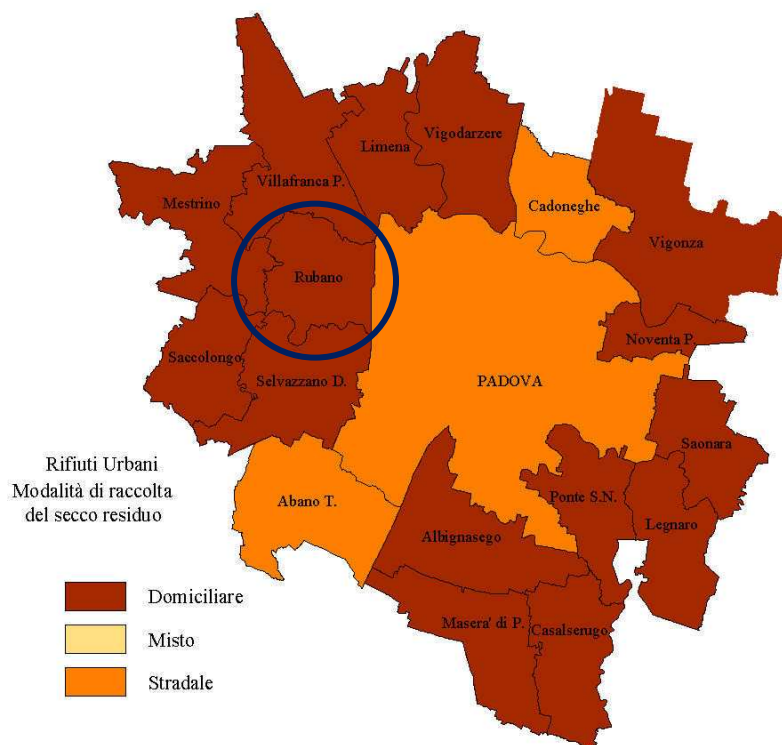 Vigodarzere
Limena
Villafranca P.
Cadoneghe
Mestrino
Vigonza
Rubano
Noventa P.
Saccolongo
Selvazzano D.
PADOVA
Saonara
Rifiuti Urbani
Modalità di raccolta
del secco residuo
Abano T.
Ponte S.N.
Legnaro
Albignasego
Domiciliare
Masera' di P.
Casalserugo
Misto
Stradale